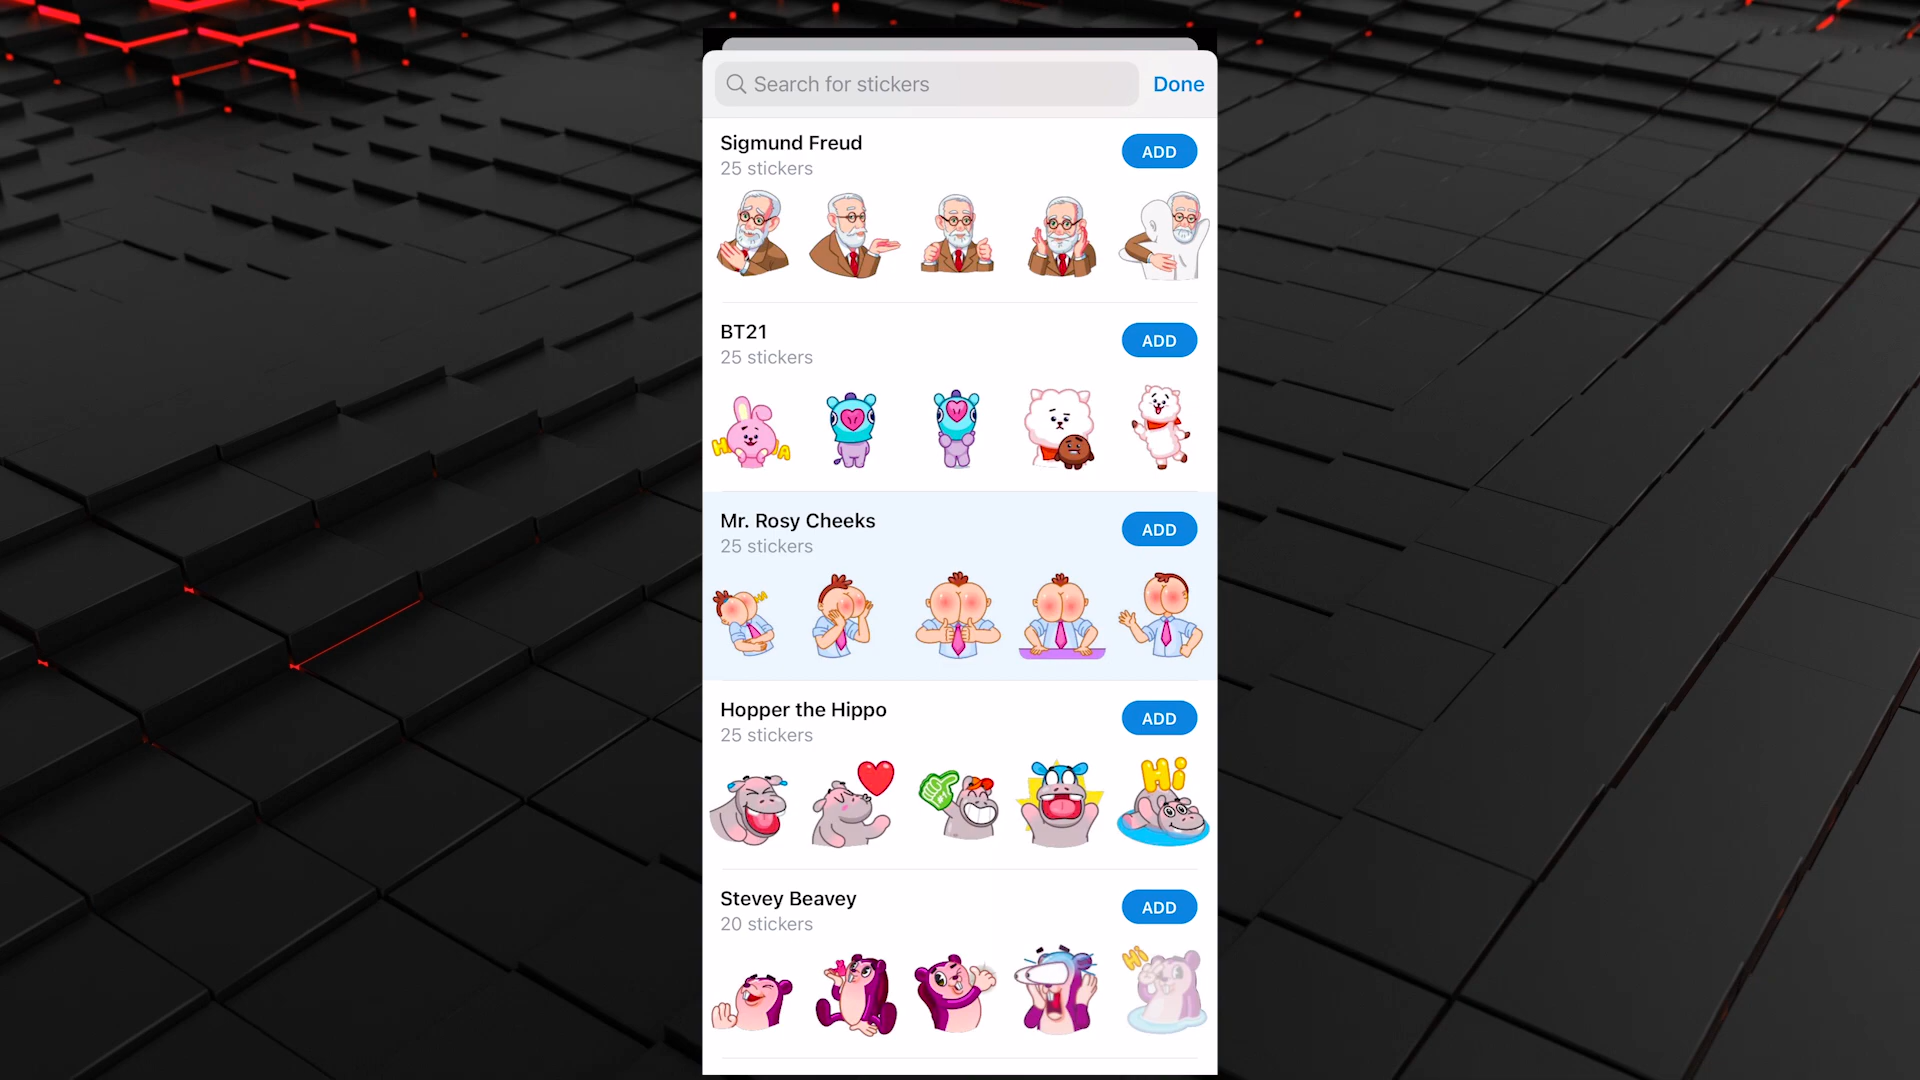 Search for stickers
Done
Sigmund Freud
ADD
25 stickers
BT21
ADD
25 stickers
Mr. Rosy Cheeks
ADD
25 stickers
Hopper the Hippo
ADD
25 stickers
Hi
Stevey Beavey
ADD
20 stickers
Hi